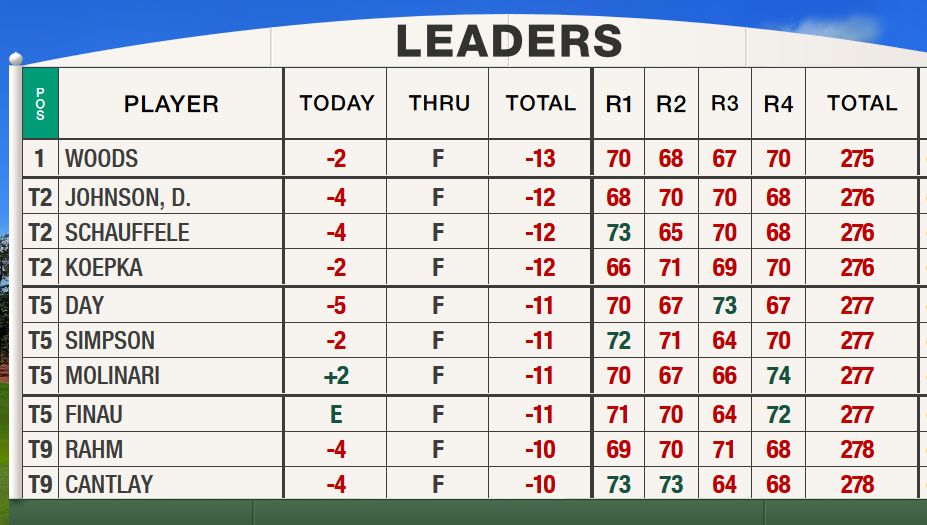 LEADERS
POS PLAYER TODAY THRU TOTAL R1 R2 R3 R4 TOTAL
1 WOODS -2 F -13 70 68 67 70 275
T2 JOHNSON, D. -4 F -12 68 70 70 68 276
T2 SCHAUFFELE -4 F -12 73 65 70 68 276
T2 KOEPKA -2 F -12 66 71 69 70 276
T5 DAY -5 F -11 70 67 73 67 277
T5 SIMPSON -2 F -11 72 71 64 70 277
T5 MOLINARI +2 F -11 70 67 66 74 277
T5 FINAU E F -11 71 70 64 72 277
T9 RAHM -4 F -10 69 70 71 68 278
T9 CANTLAY -4 F -10 73 73 64 68 278